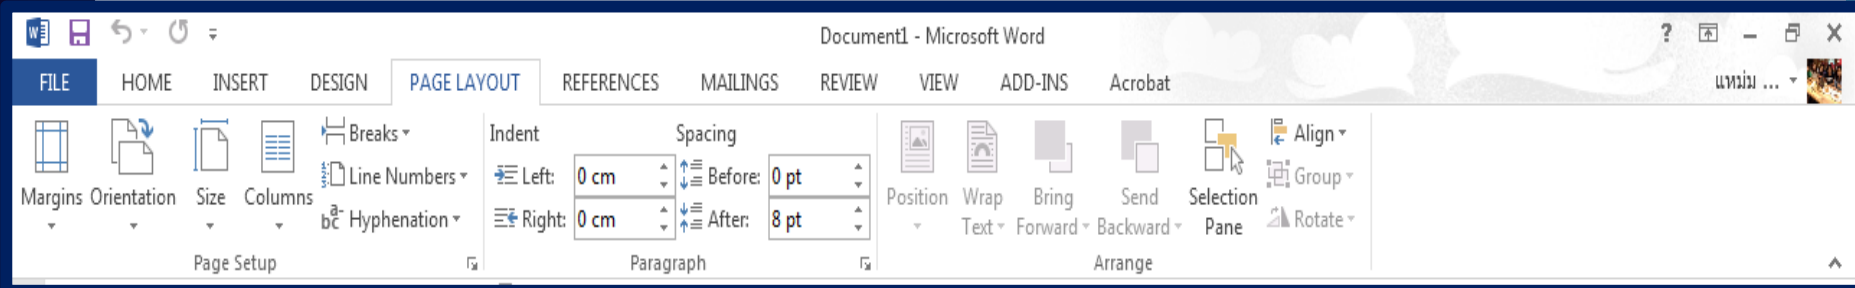 Document1 - Microsoft Word
FILE HOME INSERT DESIGN PAGE LAYOUT REFERENCES MAILINGS REVIEW VIEW ADD-INS Acrobat แหม่ม ...
Margins Orientation Size Columns
Breaks
Line Numbers
Hyphenation
Page Setup
Indent
Left: 0 cm
Right: 0 cm
Spacing
Before: 0 pt
After: 8 pt
Paragraph
Position
Wrap Text
Bring Forward
Send Backward
Selection Pane
Align
Group
Rotate
Arrange